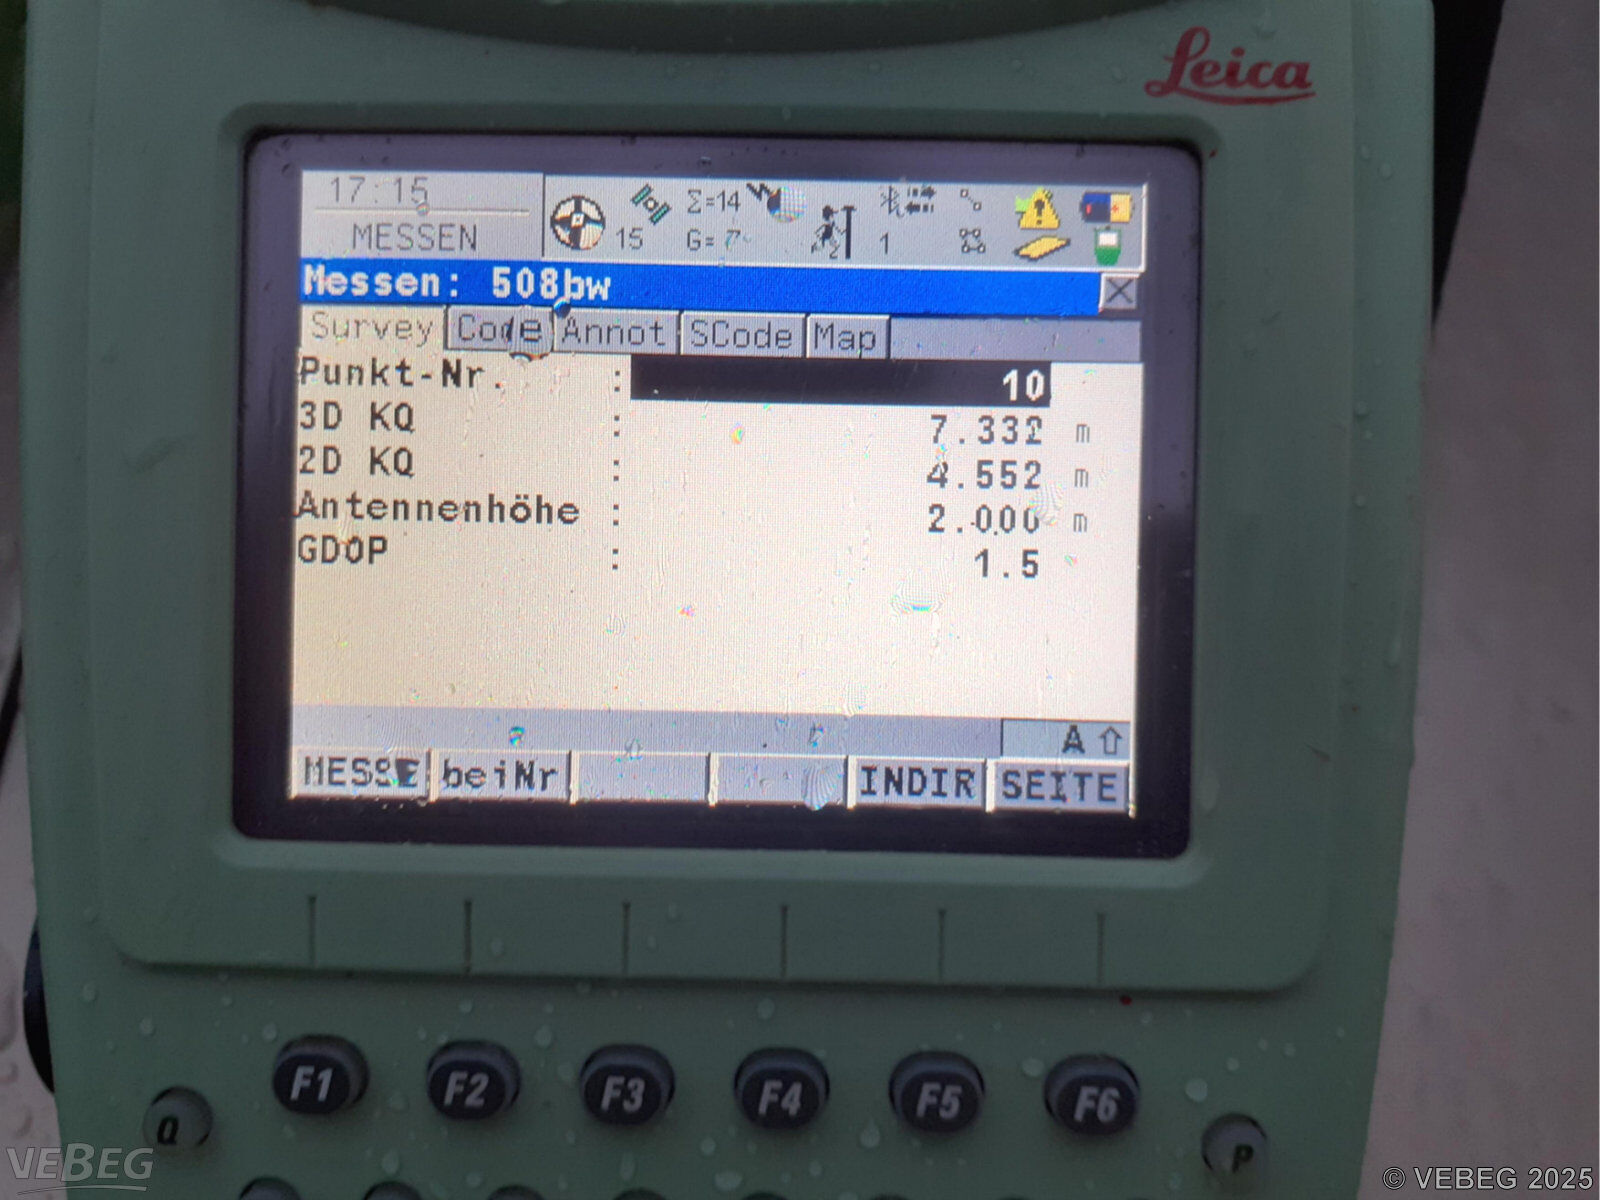 Leica
17:15
MESSEN
15
Σ=14
G= 7
1
Messen: 508bw
Survey Code Annot SCode Map
Punkt-Nr. : 10
3D KQ : 7.332 m
2D KQ : 4.552 m
Antennenhöhe : 2.000 m
GDOP : 1.5
A
MESSE beiNr INDIR SEITE
F1 F2 F3 F4 F5 F6
Q P
VEBEG
© VEBEG 2025